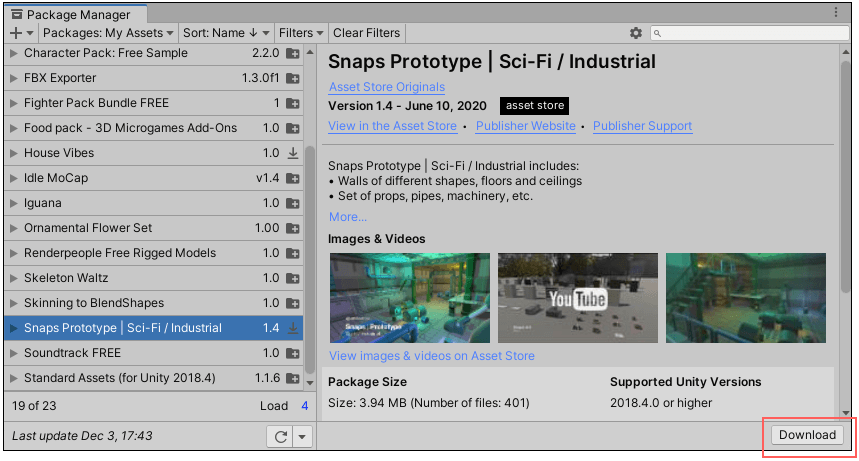 Package Manager
Packages: My Assets Sort: Name ↓ Filters Clear Filters
Character Pack: Free Sample 2.2.0
FBX Exporter 1.3.0f1
Fighter Pack Bundle FREE 1
Food pack - 3D Microgames Add-Ons 1.0
House Vibes 1.0
Idle MoCap v1.4
Iguana 1.0
Ornamental Flower Set 1.00
Renderpeople Free Rigged Models 1.0
Skeleton Waltz 1.0
Skinning to BlendShapes 1.0
Snaps Prototype | Sci-Fi / Industrial 1.4
Soundtrack FREE 1.0
Standard Assets (for Unity 2018.4) 1.1.6
19 of 23 Load 4
Last update Dec 3, 17:43
Snaps Prototype | Sci-Fi / Industrial
Asset Store Originals
Version 1.4 - June 10, 2020 asset store
View in the Asset Store • Publisher Website • Publisher Support
Snaps Prototype | Sci-Fi / Industrial includes:
• Walls of different shapes, floors and ceilings
• Set of props, pipes, machinery, etc.
More...
Images & Videos
Snaps Prototype
YouTube
View images & videos on Asset Store
Package Size Supported Unity Versions
Size: 3.94 MB (Number of files: 401) 2018.4.0 or higher
Download